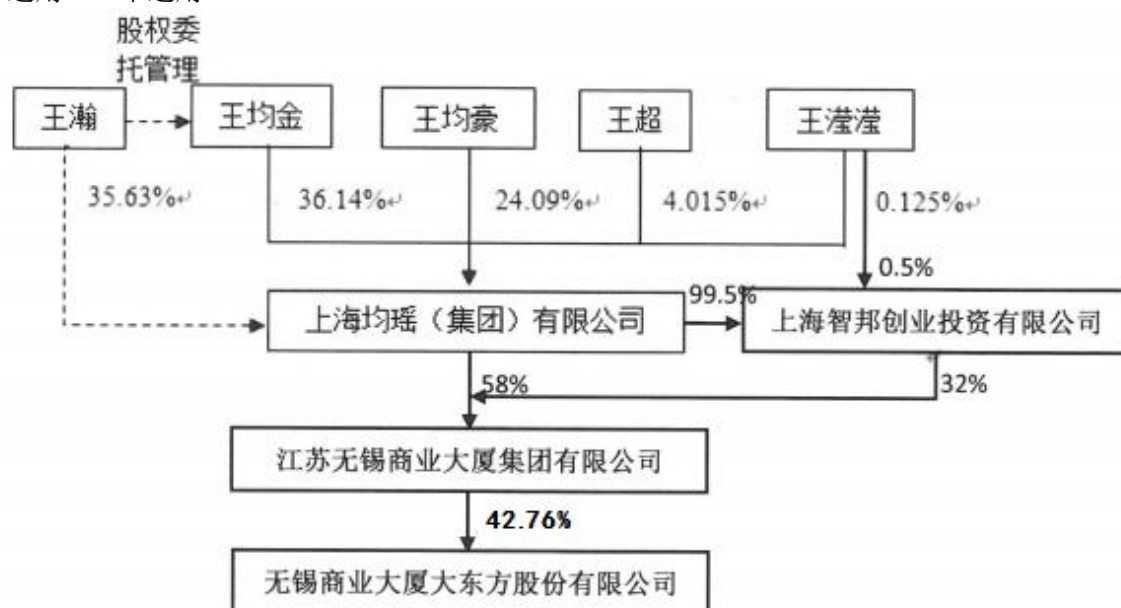 股权委
托管理
王瀚
王均金
王均豪
王超
王滢滢
35.63%↵
36.14%↵
24.09%↵
4.015%↵
0.125%↵
0.5%
99.5%
上海均瑶（集团）有限公司
上海智邦创业投资有限公司
58%
32%
江苏无锡商业大厦集团有限公司
42.76%
无锡商业大厦大东方股份有限公司